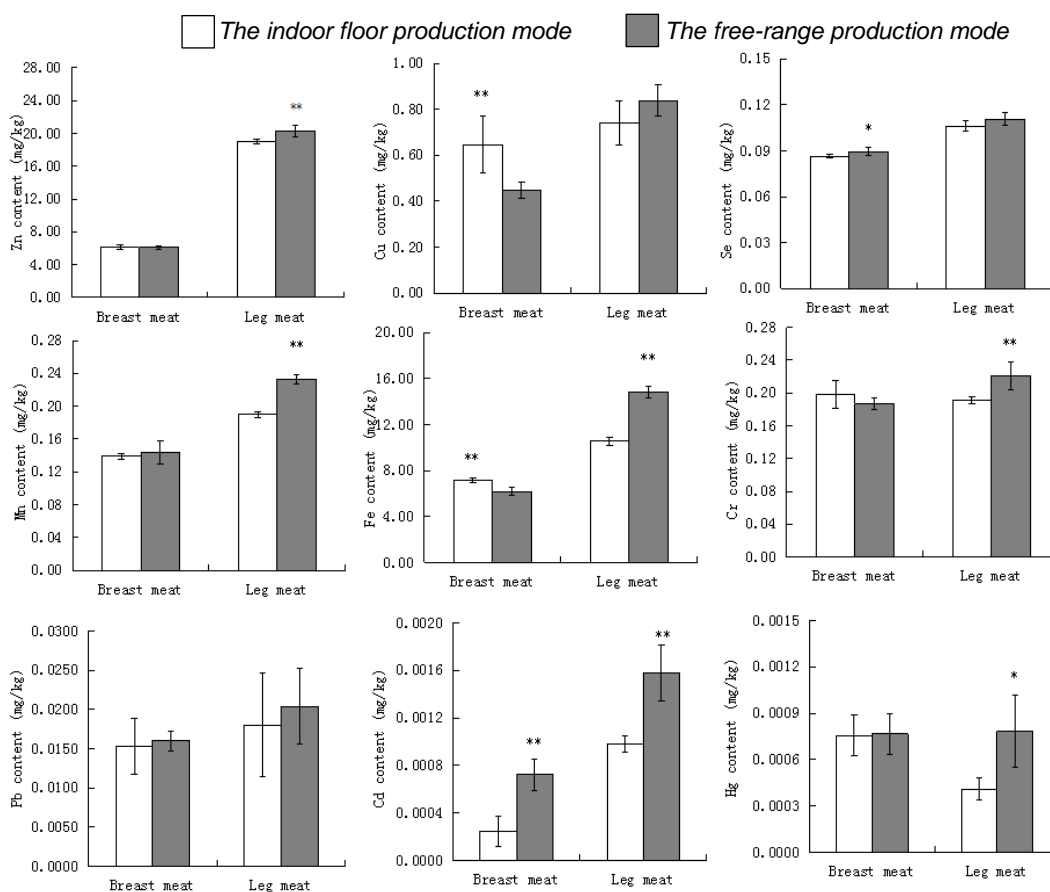 The indoor floor production mode
The free-range production mode
Zn content (mg/kg)
28.00
24.00
20.00
16.00
12.00
8.00
4.00
0.00
**
Breast meat
Leg meat
Cu content (mg/kg)
1.00
0.80
0.60
0.40
0.20
0.00
**
Breast meat
Leg meat
Se content (mg/kg)
0.15
0.12
0.09
0.06
0.03
0.00
*
Breast meat
Leg meat
Mn content (mg/kg)
0.28
0.24
0.20
0.16
0.12
0.08
0.04
0.00
**
Breast meat
Leg meat
Fe content (mg/kg)
20.00
16.00
12.00
8.00
4.00
0.00
**
**
Breast meat
Leg meat
Cr content (mg/kg)
0.28
0.24
0.20
0.16
0.12
0.08
0.04
0.00
**
Breast meat
Leg meat
Pb content (mg/kg)
0.0300
0.0250
0.0200
0.0150
0.0100
0.0050
0.0000
Breast meat
Leg meat
Cd content (mg/kg)
0.0020
0.0016
0.0012
0.0008
0.0004
0.0000
**
**
Breast meat
Leg meat
Hg content (mg/kg)
0.0015
0.0012
0.0009
0.0006
0.0003
0.0000
*
Breast meat
Leg meat